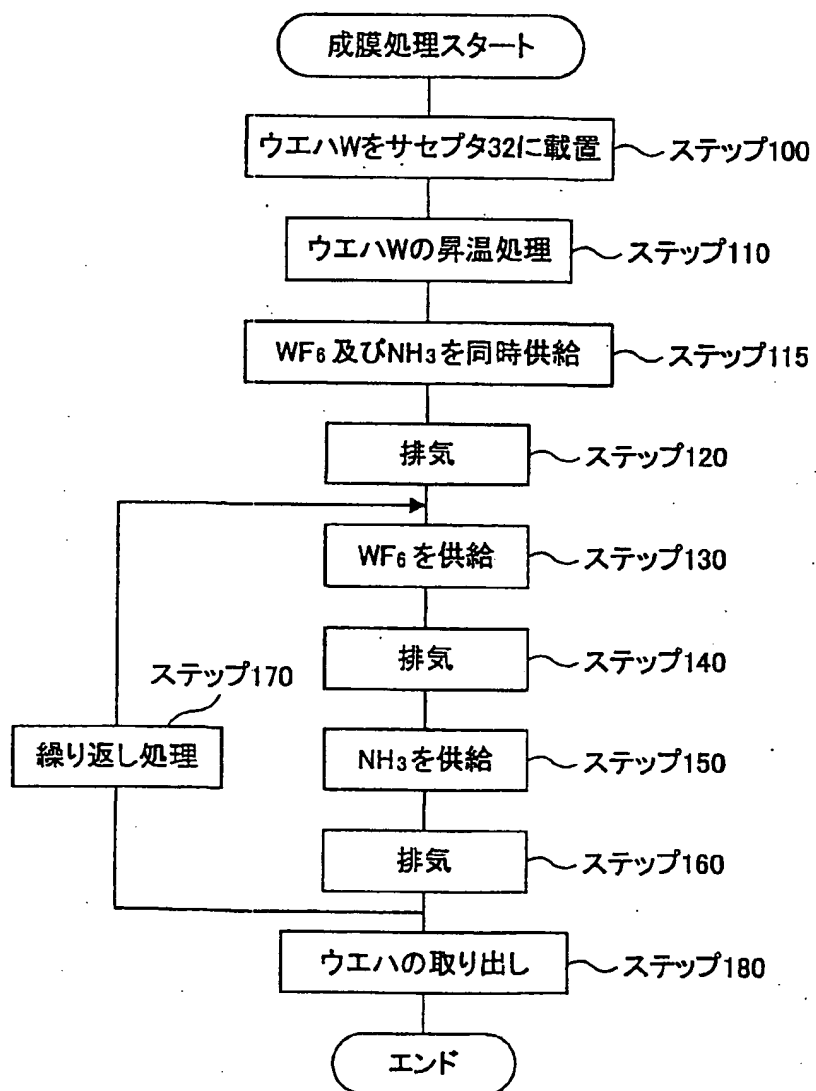 成膜処理スタート
ウエハWをサセプタ32に載置
ステップ100
ウエハWの昇温処理
ステップ110
WF₆及びNH₃を同時供給
ステップ115
排気
ステップ120
WF₆を供給
ステップ130
排気
ステップ140
ステップ170
繰り返し処理
NH₃を供給
ステップ150
排気
ステップ160
ウエハの取り出し
ステップ180
エンド